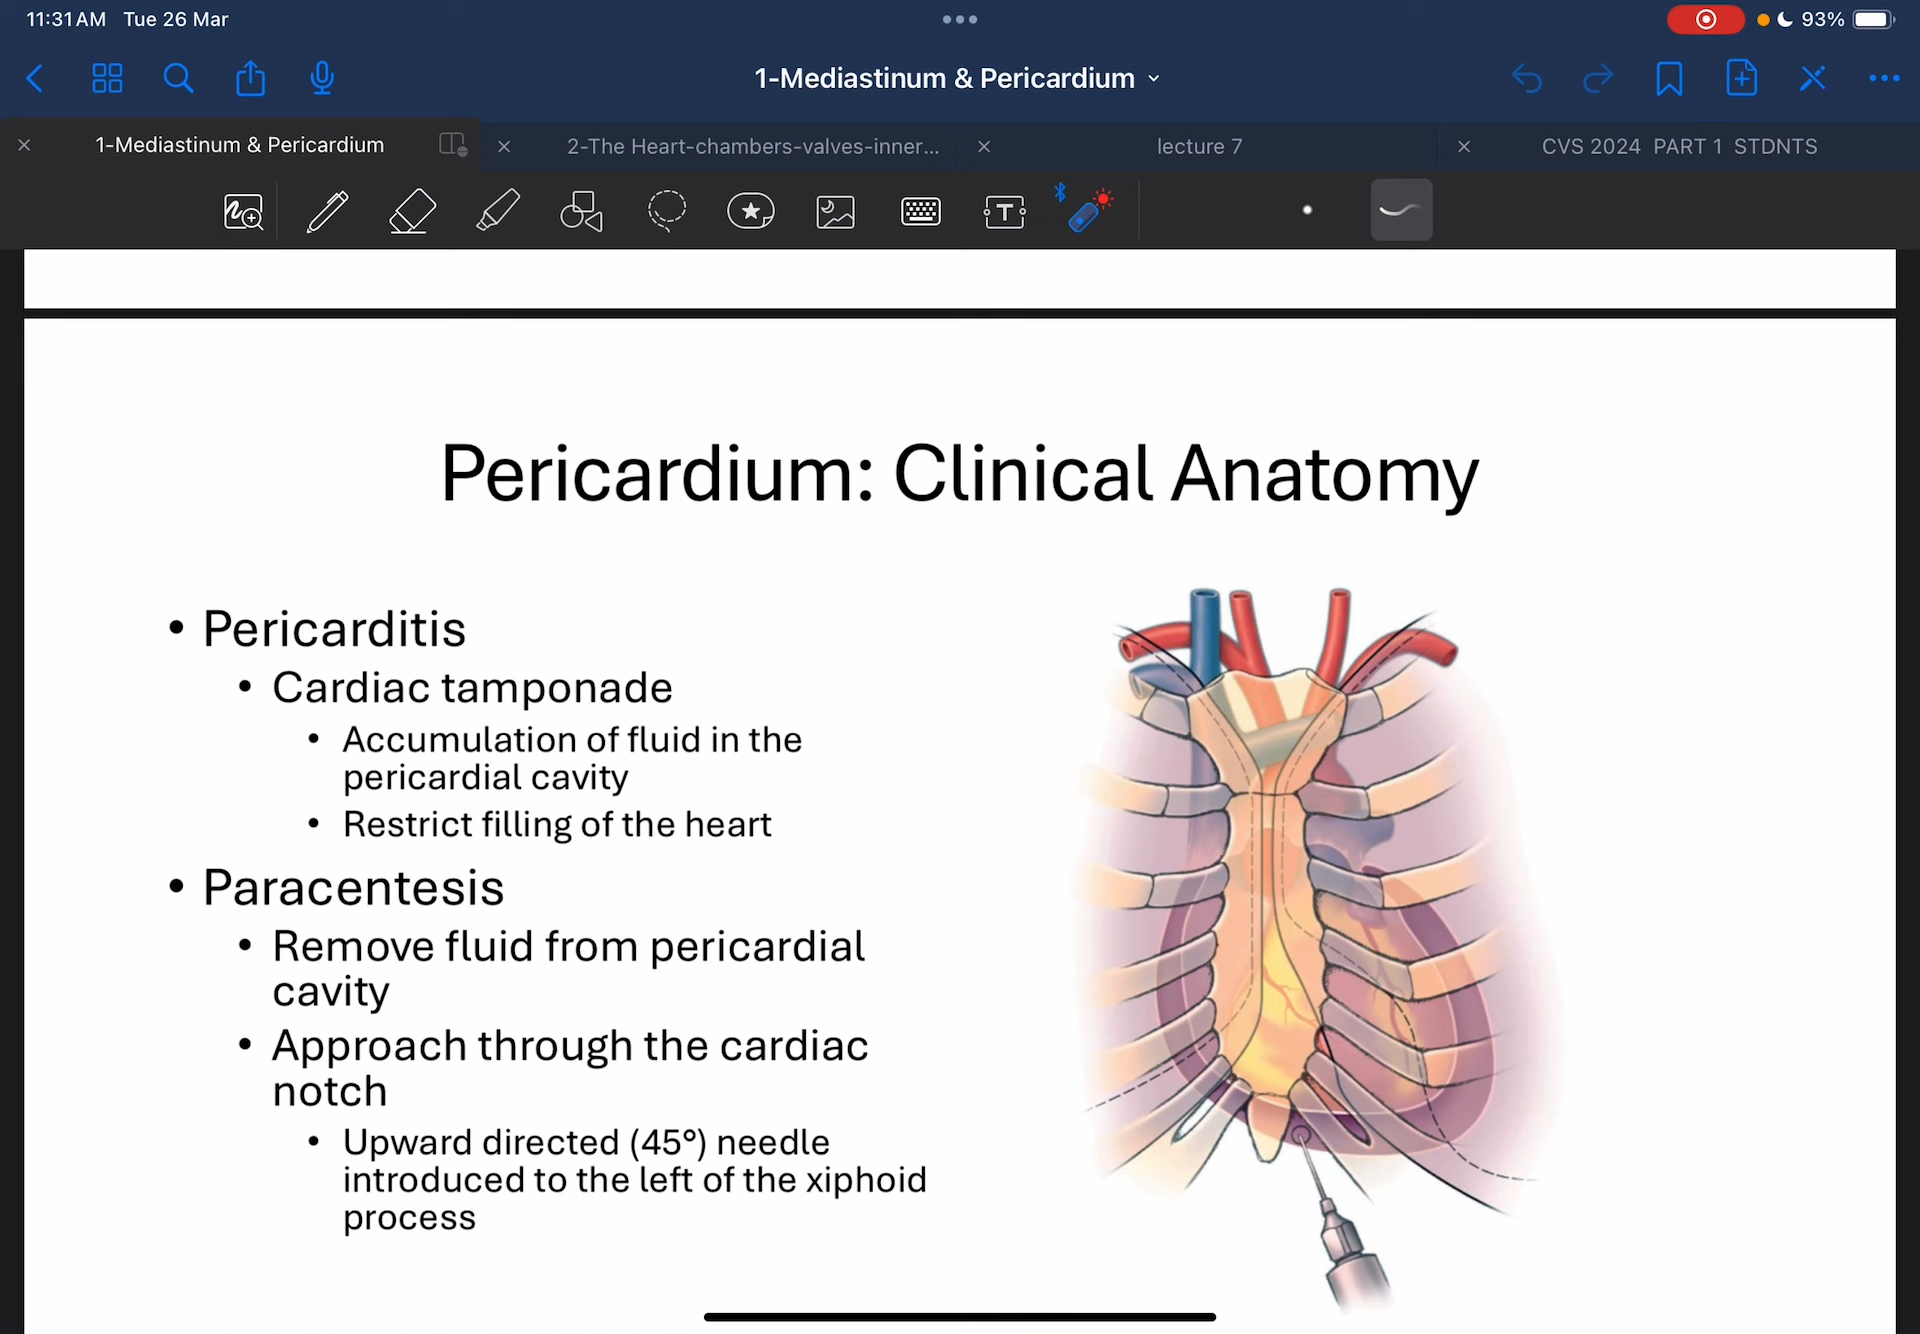 11:31 AM Tue 26 Mar
93%
1-Mediastinum & Pericardium
1-Mediastinum & Pericardium
2-The Heart-chambers-valves-inner...
lecture 7
CVS 2024 PART 1 STDNTS
T
Pericardium: Clinical Anatomy
• Pericarditis
• Cardiac tamponade
• Accumulation of fluid in the
pericardial cavity
• Restrict filling of the heart
• Paracentesis
• Remove fluid from pericardial
cavity
• Approach through the cardiac
notch
• Upward directed (45°) needle
introduced to the left of the xiphoid
process